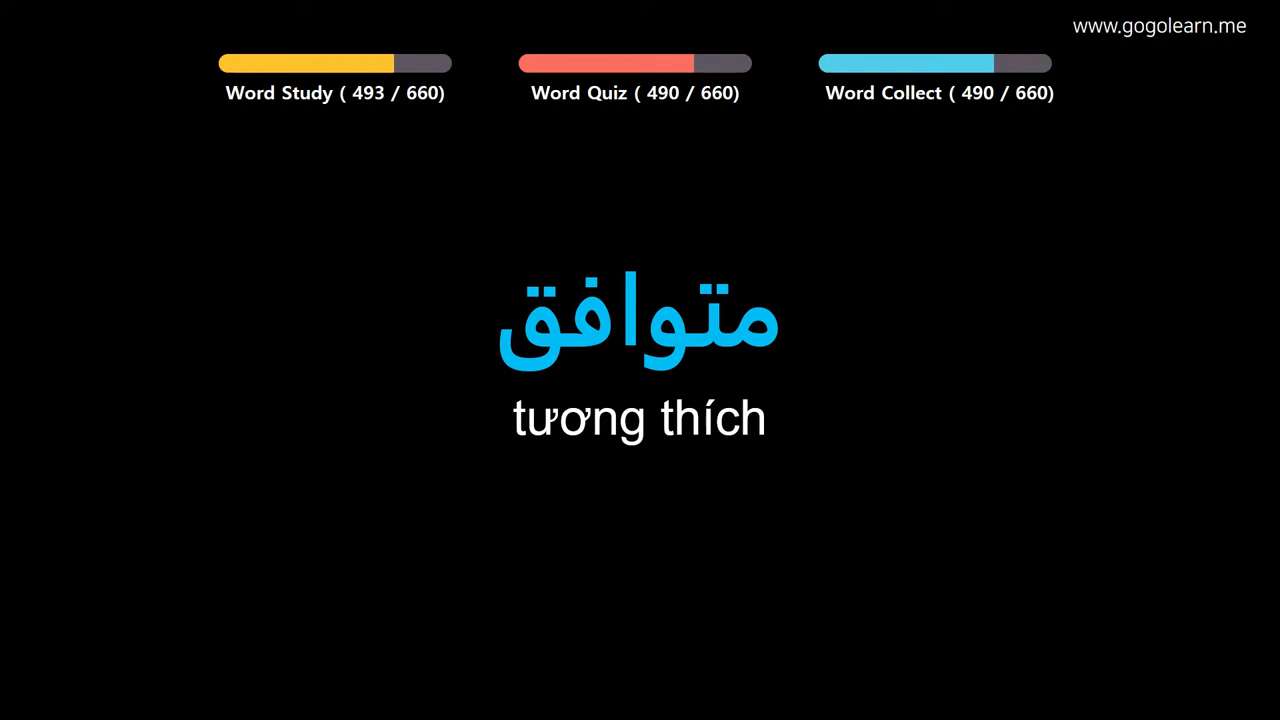 www.gogolearn.me
Word Study ( 493 / 660)
Word Quiz ( 490 / 660)
Word Collect ( 490 / 660)
متوافق
tương thích